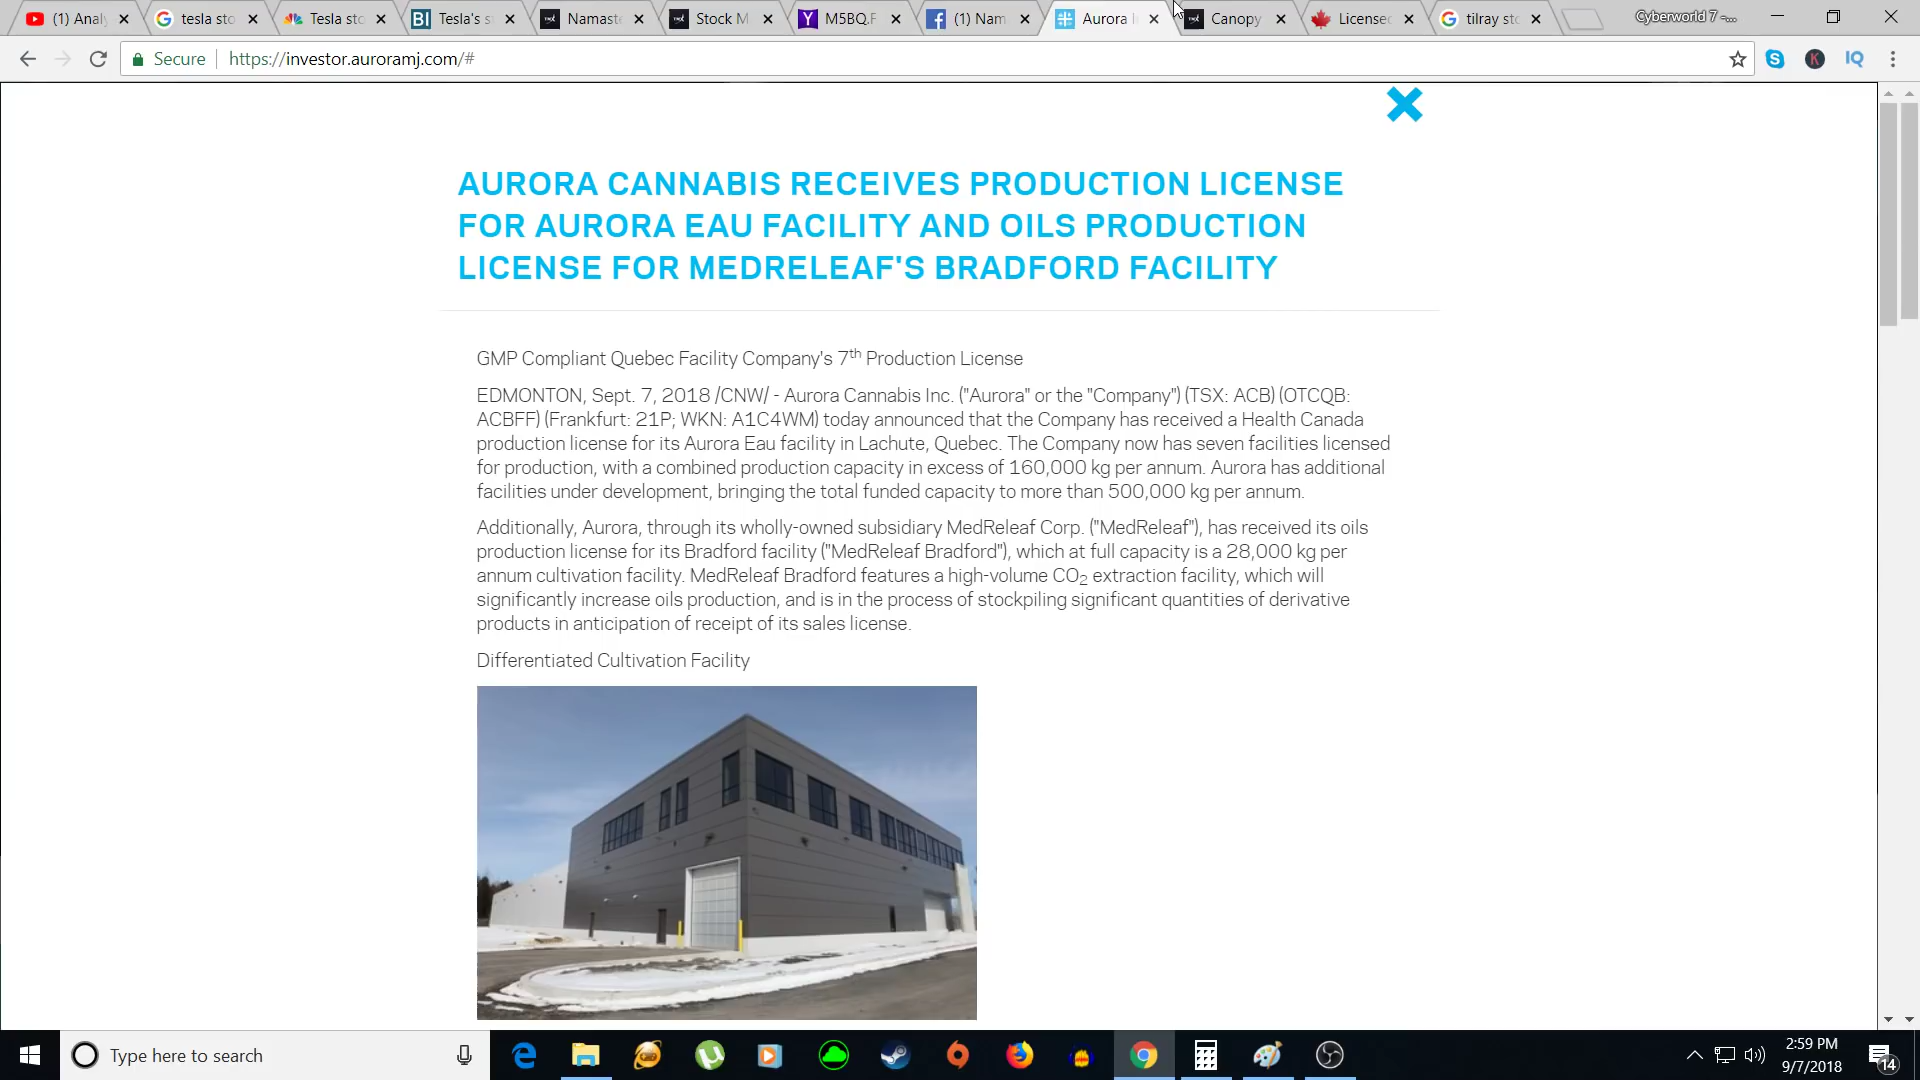 (1) Analy
tesla sto
Tesla sto
BI Tesla's s
Namaste
Stock M
M5BQ.F
(1) Nam
Aurora I
Canopy
Licensed
tilray sto
Cyberworld 7 -...
Secure https://investor.auroramj.com/#
AURORA CANNABIS RECEIVES PRODUCTION LICENSE
FOR AURORA EAU FACILITY AND OILS PRODUCTION
LICENSE FOR MEDRELEAF'S BRADFORD FACILITY
GMP Compliant Quebec Facility Company's 7th Production License
EDMONTON, Sept. 7, 2018 /CNW/ - Aurora Cannabis Inc. ("Aurora" or the "Company") (TSX: ACB) (OTCQB:
ACBFF) (Frankfurt: 21P; WKN: A1C4WM) today announced that the Company has received a Health Canada
production license for its Aurora Eau facility in Lachute, Quebec. The Company now has seven facilities licensed
for production, with a combined production capacity in excess of 160,000 kg per annum. Aurora has additional
facilities under development, bringing the total funded capacity to more than 500,000 kg per annum.
Additionally, Aurora, through its wholly-owned subsidiary MedReleaf Corp. ("MedReleaf"), has received its oils
production license for its Bradford facility ("MedReleaf Bradford"), which at full capacity is a 28,000 kg per
annum cultivation facility. MedReleaf Bradford features a high-volume CO2 extraction facility, which will
significantly increase oils production, and is in the process of stockpiling significant quantities of derivative
products in anticipation of receipt of its sales license.
Differentiated Cultivation Facility
Type here to search
2:59 PM
9/7/2018
14